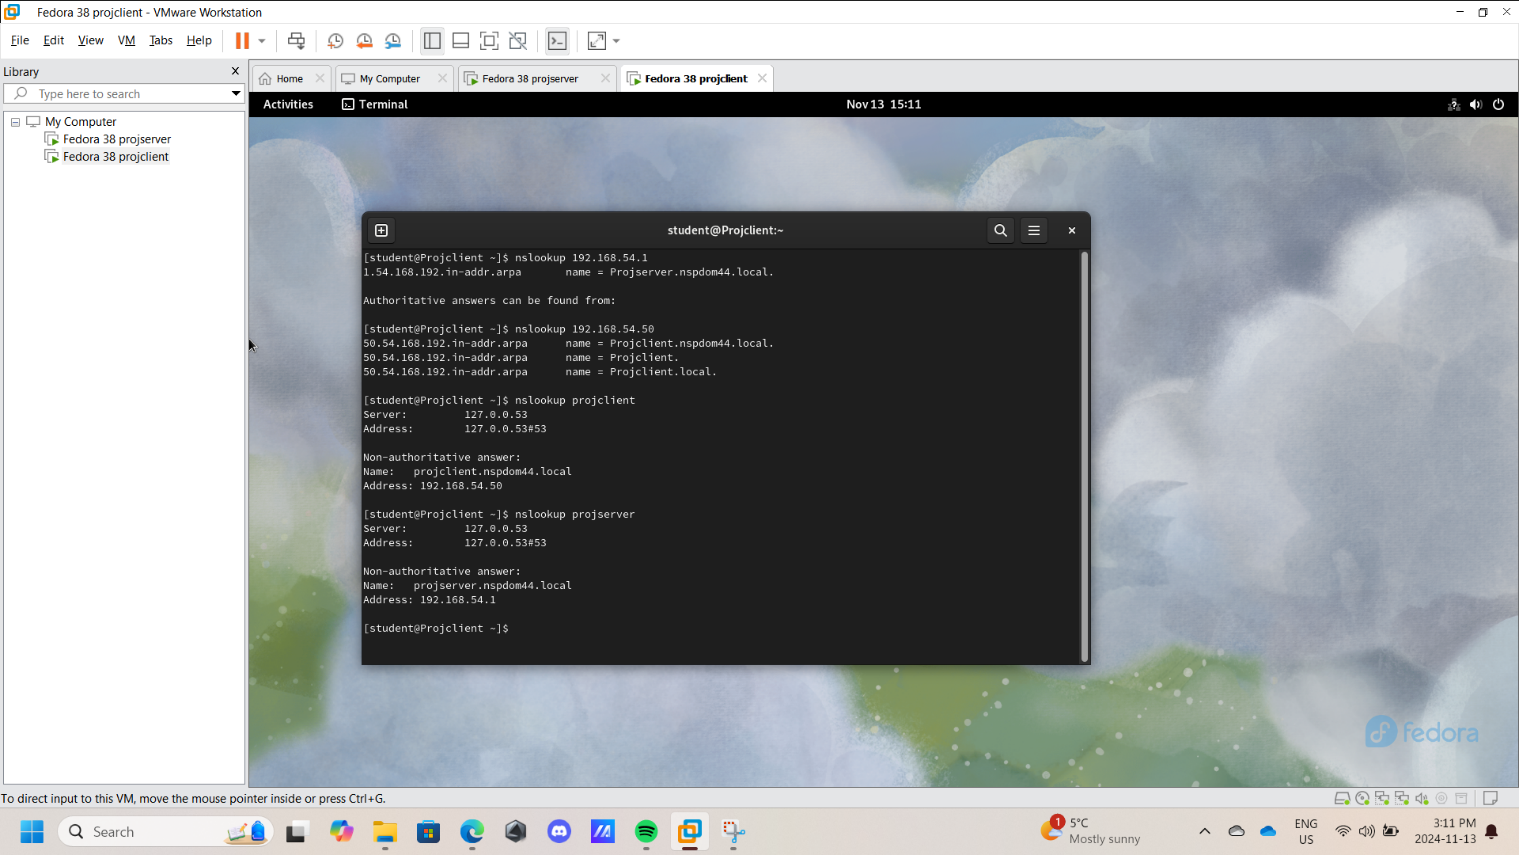 Fedora 38 projclient - VMware Workstation
File Edit View VM Tabs Help
Library
Type here to search
My Computer
Fedora 38 projserver
Fedora 38 projclient
Home
My Computer
Fedora 38 projserver
Fedora 38 projclient
Activities Terminal Nov 13 15:11
student@Projclient:~
[student@Projclient ~]$ nslookup 192.168.54.1
1.54.168.192.in-addr.arpa name = Projserver.nspdom44.local.
Authoritative answers can be found from:
[student@Projclient ~]$ nslookup 192.168.54.50
50.54.168.192.in-addr.arpa name = Projclient.nspdom44.local.
50.54.168.192.in-addr.arpa name = Projclient.
50.54.168.192.in-addr.arpa name = Projclient.local.
[student@Projclient ~]$ nslookup projclient
Server: 127.0.0.53
Address: 127.0.0.53#53
Non-authoritative answer:
Name: projclient.nspdom44.local
Address: 192.168.54.50
[student@Projclient ~]$ nslookup projserver
Server: 127.0.0.53
Address: 127.0.0.53#53
Non-authoritative answer:
Name: projserver.nspdom44.local
Address: 192.168.54.1
[student@Projclient ~]$
fedora
To direct input to this VM, move the mouse pointer inside or press Ctrl+G.
Search
1
5°C
Mostly sunny
ENG
US
3:11 PM
2024-11-13